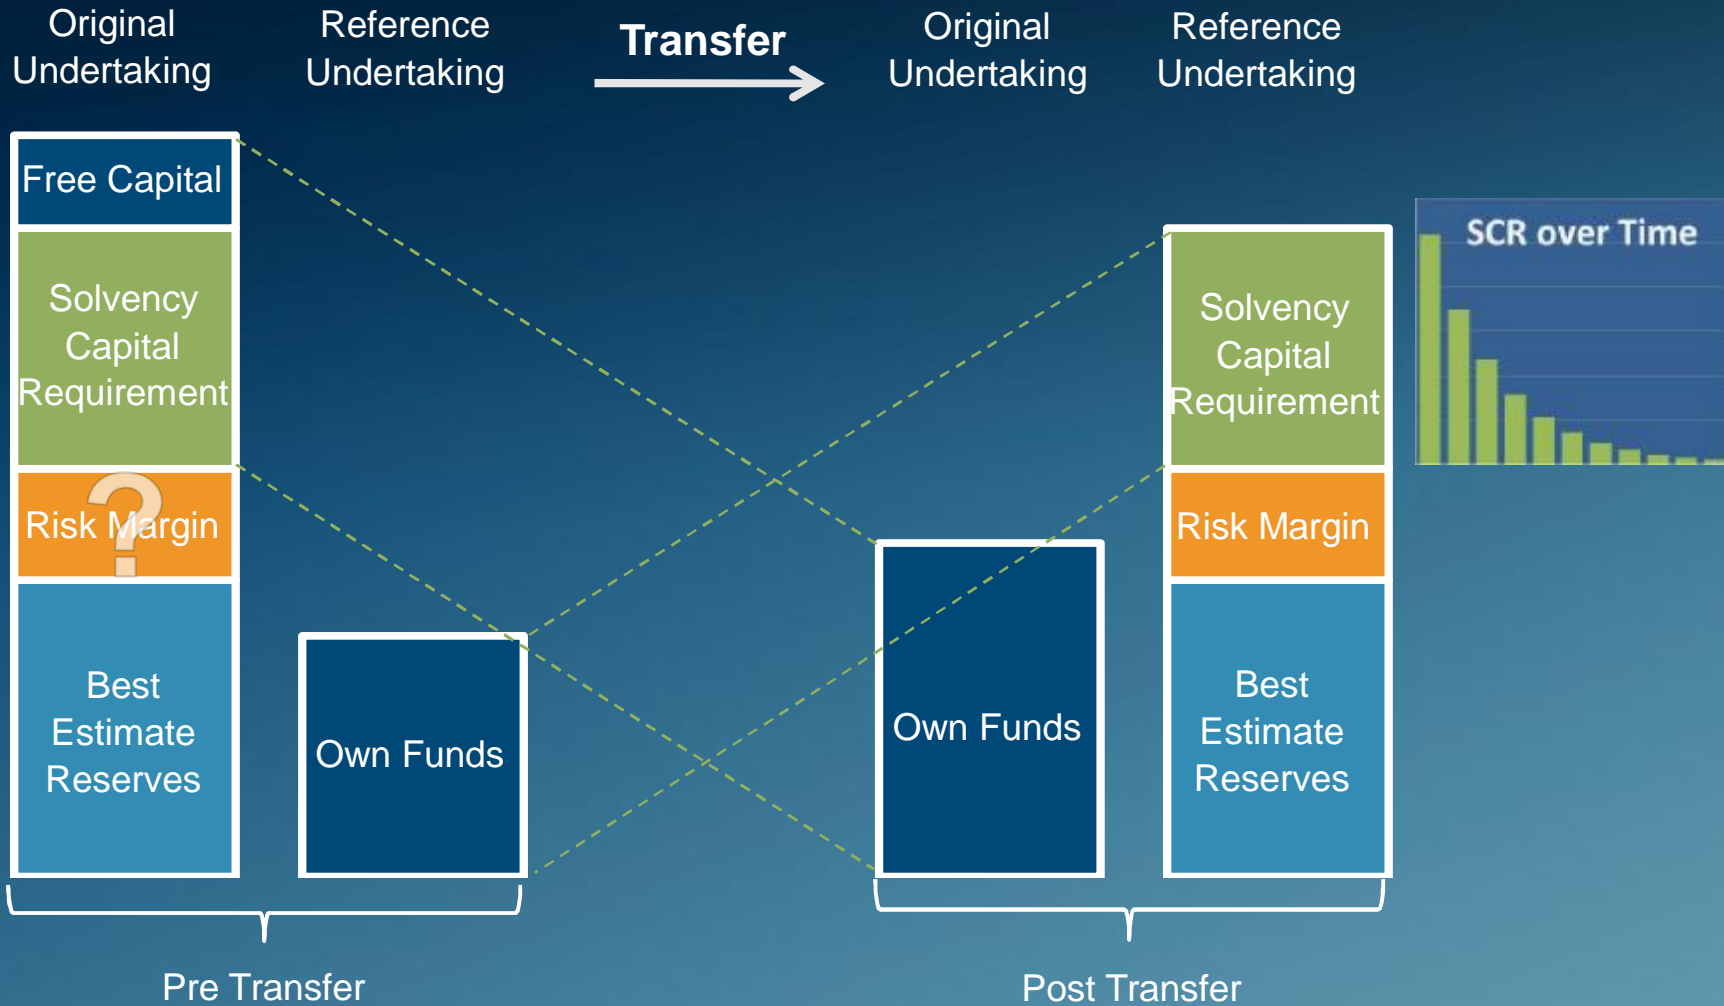 Original
Undertaking
Reference
Undertaking
Transfer
Original
Undertaking
Reference
Undertaking
Free Capital
Solvency
Capital
Requirement
Risk Margin
?
Best
Estimate
Reserves
Own Funds
Own Funds
Solvency
Capital
Requirement
Risk Margin
Best
Estimate
Reserves
SCR over Time
Pre Transfer
Post Transfer